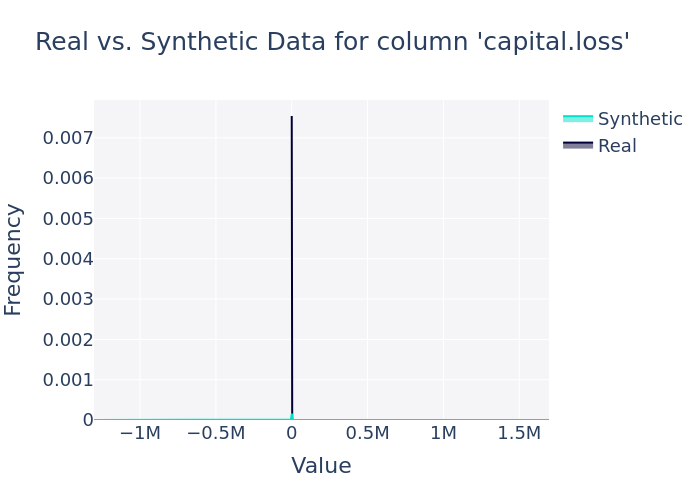 Real vs. Synthetic Data for column 'capital.loss'
Synthetic
Real
Frequency
0.007
0.006
0.005
0.004
0.003
0.002
0.001
0
−1M −0.5M 0 0.5M 1M 1.5M
Value